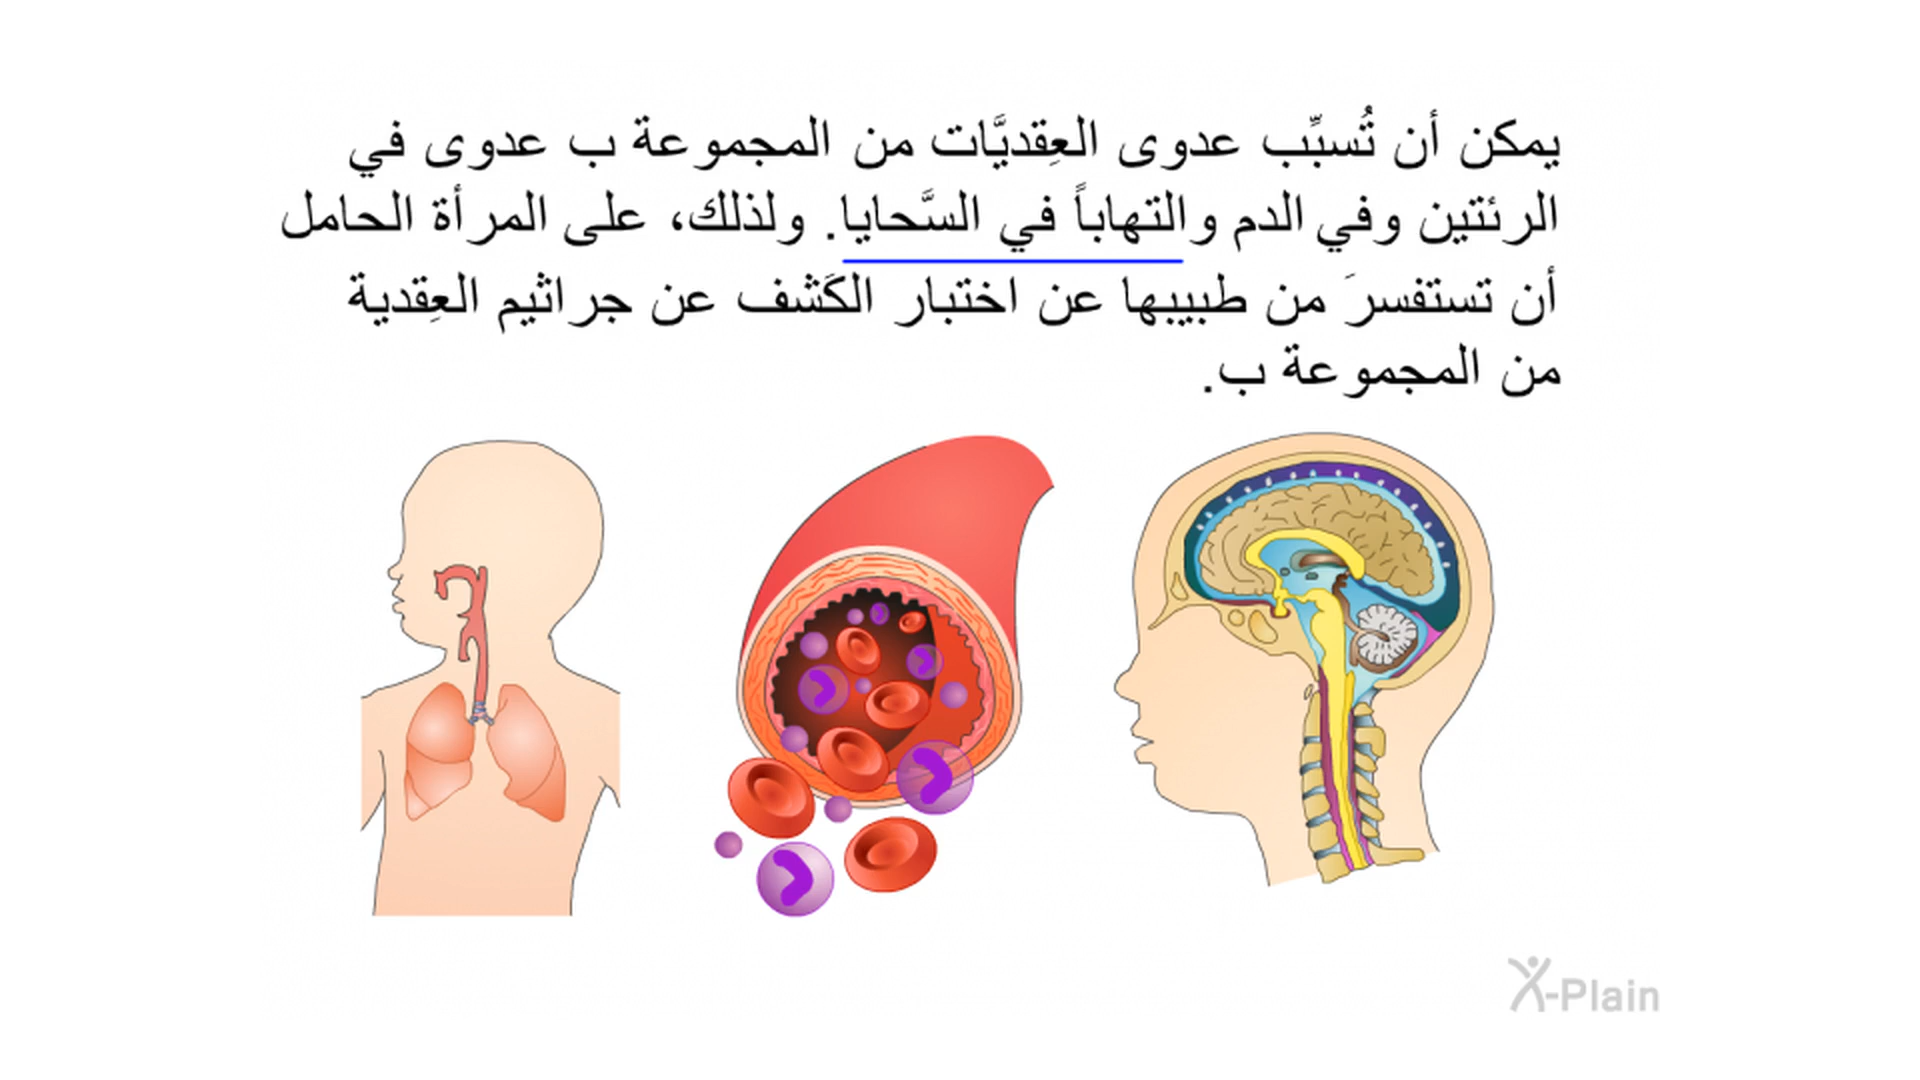 يمكن أن تُسبِّب عدوى العِقديَّات من المجموعة ب عدوى في
الرئتين وفي الدم والتهاباً في السَّحايا. ولذلك، على المرأة الحامل
أن تستفسرَ من طبيبها عن اختبار الكَشف عن جراثيم العِقدية
من المجموعة ب.
X-Plain